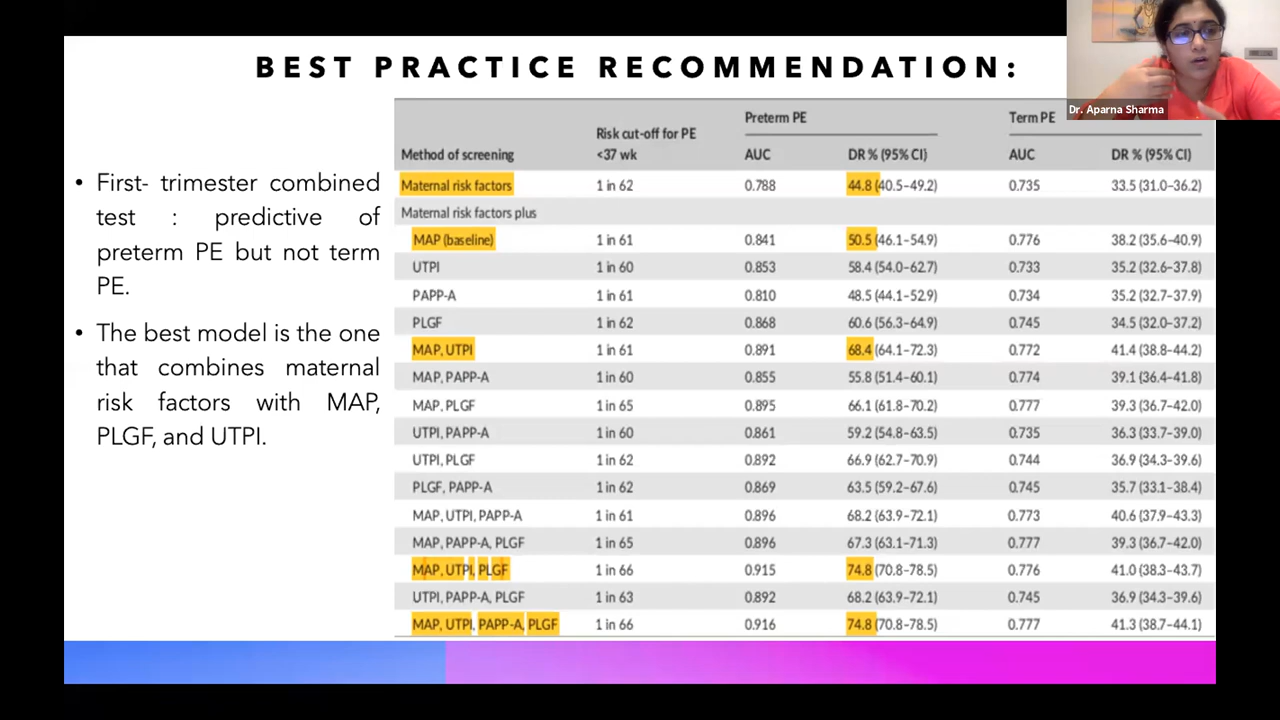 BEST PRACTICE RECOMMENDATION:
Dr. Aparna Sharma
• First- trimester combined
test : predictive of
preterm PE but not term
PE.
• The best model is the one
that combines maternal
risk factors with MAP,
PLGF, and UTPI.
Preterm PE Term PE
Risk cut-off for PE
Method of screening <37 wk AUC DR % (95% CI) AUC DR % (95% CI)
Maternal risk factors 1 in 62 0.788 44.8 (40.5–49.2) 0.735 33.5 (31.0–36.2)
Maternal risk factors plus
MAP (baseline) 1 in 61 0.841 50.5 (46.1–54.9) 0.776 38.2 (35.6–40.9)
UTPI 1 in 60 0.853 58.4 (54.0–62.7) 0.733 35.2 (32.6–37.8)
PAPP-A 1 in 61 0.810 48.5 (44.1–52.9) 0.734 35.2 (32.7–37.9)
PLGF 1 in 62 0.868 60.6 (56.3–64.9) 0.745 34.5 (32.0–37.2)
MAP, UTPI 1 in 61 0.891 68.4 (64.1–72.3) 0.772 41.4 (38.8–44.2)
MAP, PAPP-A 1 in 60 0.855 55.8 (51.4–60.1) 0.774 39.1 (36.4–41.8)
MAP, PLGF 1 in 65 0.895 66.1 (61.8–70.2) 0.777 39.3 (36.7–42.0)
UTPI, PAPP-A 1 in 60 0.861 59.2 (54.8–63.5) 0.735 36.3 (33.7–39.0)
UTPI, PLGF 1 in 62 0.892 66.9 (62.7–70.9) 0.744 36.9 (34.3–39.6)
PLGF, PAPP-A 1 in 62 0.869 63.5 (59.2–67.6) 0.745 35.7 (33.1–38.4)
MAP, UTPI, PAPP-A 1 in 61 0.896 68.2 (63.9–72.1) 0.773 40.6 (37.9–43.3)
MAP, PAPP-A, PLGF 1 in 65 0.896 67.3 (63.1–71.3) 0.777 39.3 (36.7–42.0)
MAP, UTPI, PLGF 1 in 66 0.915 74.8 (70.8–78.5) 0.776 41.0 (38.3–43.7)
UTPI, PAPP-A, PLGF 1 in 63 0.892 68.2 (63.9–72.1) 0.745 36.9 (34.3–39.6)
MAP, UTPI, PAPP-A, PLGF 1 in 66 0.916 74.8 (70.8–78.5) 0.777 41.3 (38.7–44.1)